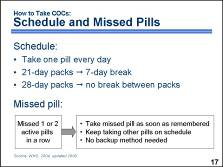 How to Take COCs:
Schedule and Missed Pills
Schedule:
• Take one pill every day
• 21-day packs → 7-day break
• 28-day packs → no break between packs
Missed pill:
Missed 1 or 2
active pills
in a row
• Take missed pill as soon as remembered
• Keep taking other pills on schedule
• No backup method needed
Source: WHO, 2004; updated 2008.
17